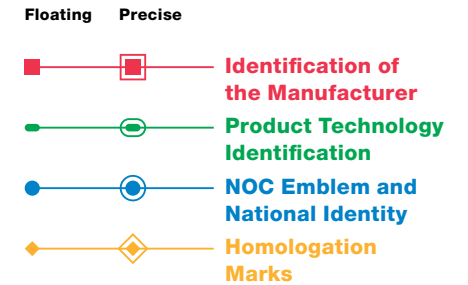 Floating Precise
Identification of
the Manufacturer
Product Technology
Identification
NOC Emblem and
National Identity
Homologation
Marks